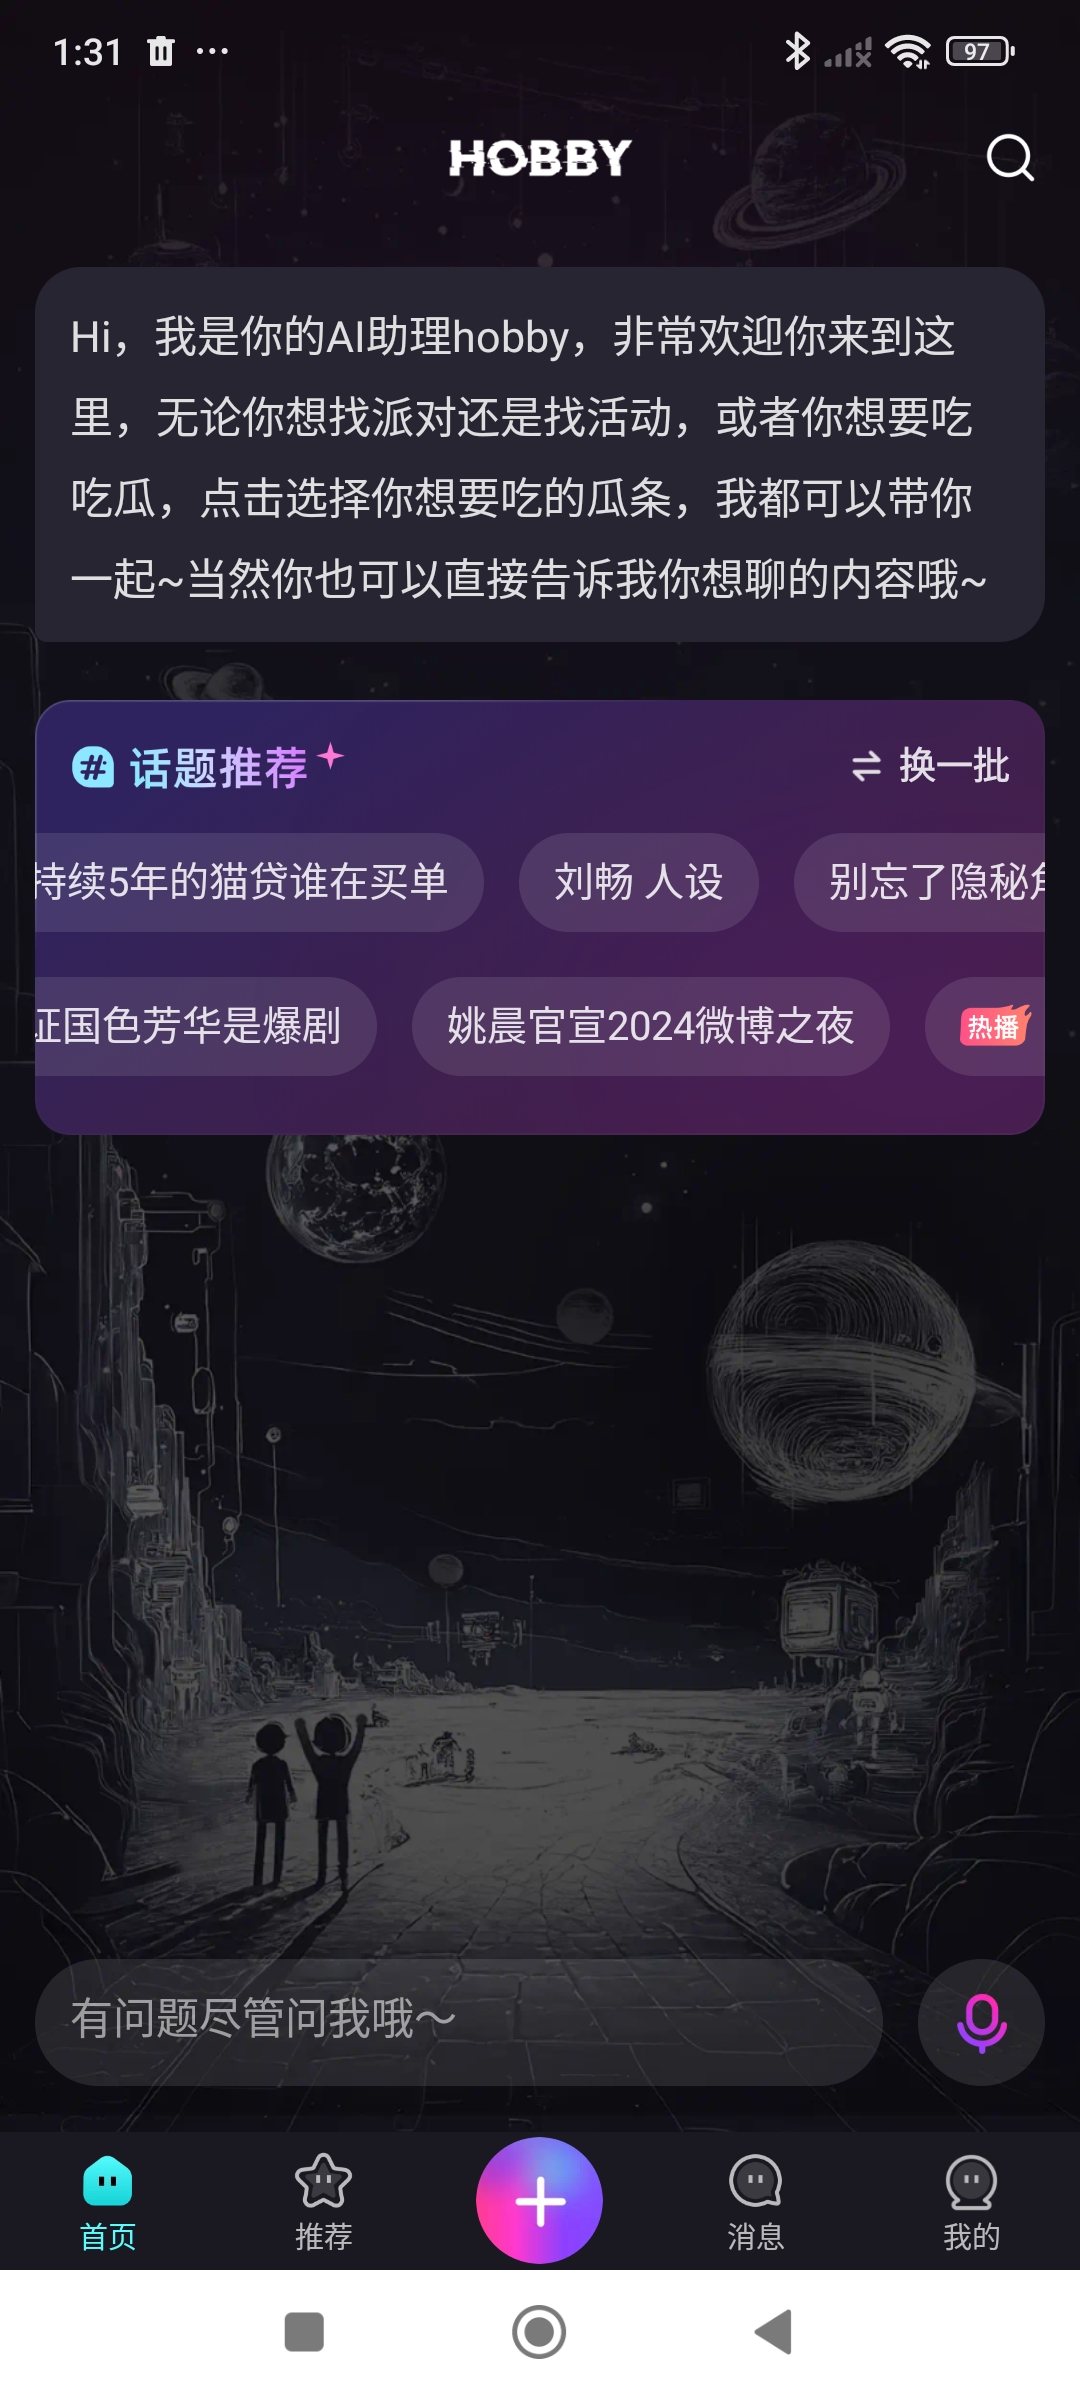 1:31
97
HOBBY
Hi，我是你的AI助理hobby，非常欢迎你来到这
里，无论你想找派对还是找活动，或者你想要吃
吃瓜，点击选择你想要吃的瓜条，我都可以带你
一起~当然你也可以直接告诉我你想聊的内容哦~
# 话题推荐
换一批
持续5年的猫贷谁在买单
刘畅 人设
别忘了隐秘
国色芳华是爆剧
姚晨官宣2024微博之夜
热播
有问题尽管问我哦～
首页
推荐
消息
我的